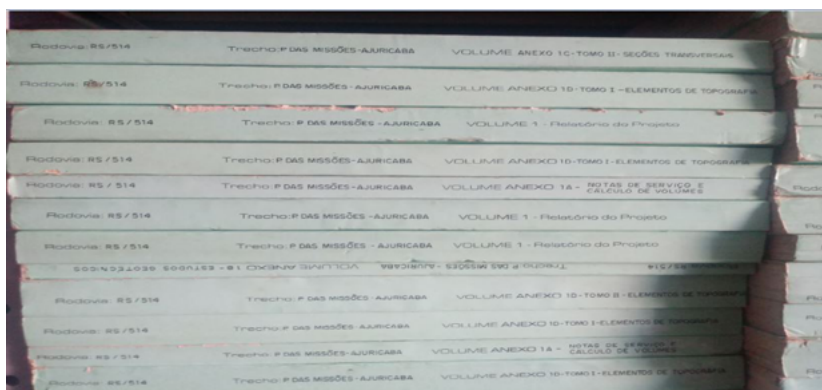 Rodovia: RS/514 Trecho: P DAS MISSÕES-AJURICABA VOLUME ANEXO 1C-TOMO II-SEÇÕES TRANSVERSAIS
Rodovia: RS/514 Trecho: P DAS MISSÕES-AJURICABA VOLUME ANEXO 1D-TOMO I-ELEMENTOS DE TOPOGRAFIA
Rodovia: RS/514 Trecho: P DAS MISSÕES-AJURICABA VOLUME 1 - Relatório do Projeto
Rodovia: RS/514 Trecho: P DAS MISSÕES-AJURICABA VOLUME ANEXO 1D-TOMO I-ELEMENTOS DE TOPOGRAFIA
Rodovia: RS/514 Trecho: P DAS MISSÕES-AJURICABA VOLUME ANEXO 1A - NOTAS DE SERVIÇO E
CÁLCULO DE VOLUMES
Rodovia: RS/514 Trecho: P DAS MISSÕES-AJURICABA VOLUME 1 - Relatório do Projeto
Rodovia: RS/514 Trecho: P DAS MISSÕES-AJURICABA VOLUME 1 - Relatório do Projeto
Rodovia: RS/514 Trecho: P DAS MISSÕES-AJURICABA VOLUME ANEXO 1B-ESTUDOS GEOTÉCNICOS
Rodovia: RS/514 Trecho: P DAS MISSÕES-AJURICABA VOLUME ANEXO 1D-TOMO II-ELEMENTOS DE TOPOGRAFIA
Rodovia: RS/514 Trecho: P DAS MISSÕES-AJURICABA VOLUME ANEXO 1D-TOMO I-ELEMENTOS DE TOPOGRAFIA
Rodovia: RS/514 Trecho: P DAS MISSÕES-AJURICABA VOLUME ANEXO 1A - NOTAS DE SERVIÇO E
CÁLCULO DE VOLUMES
Rodovia: RS/514 Trecho: P DAS MISSÕES-AJURICABA VOLUME ANEXO 1D-TOMO I-ELEMENTOS DE TOPOGRAFIA